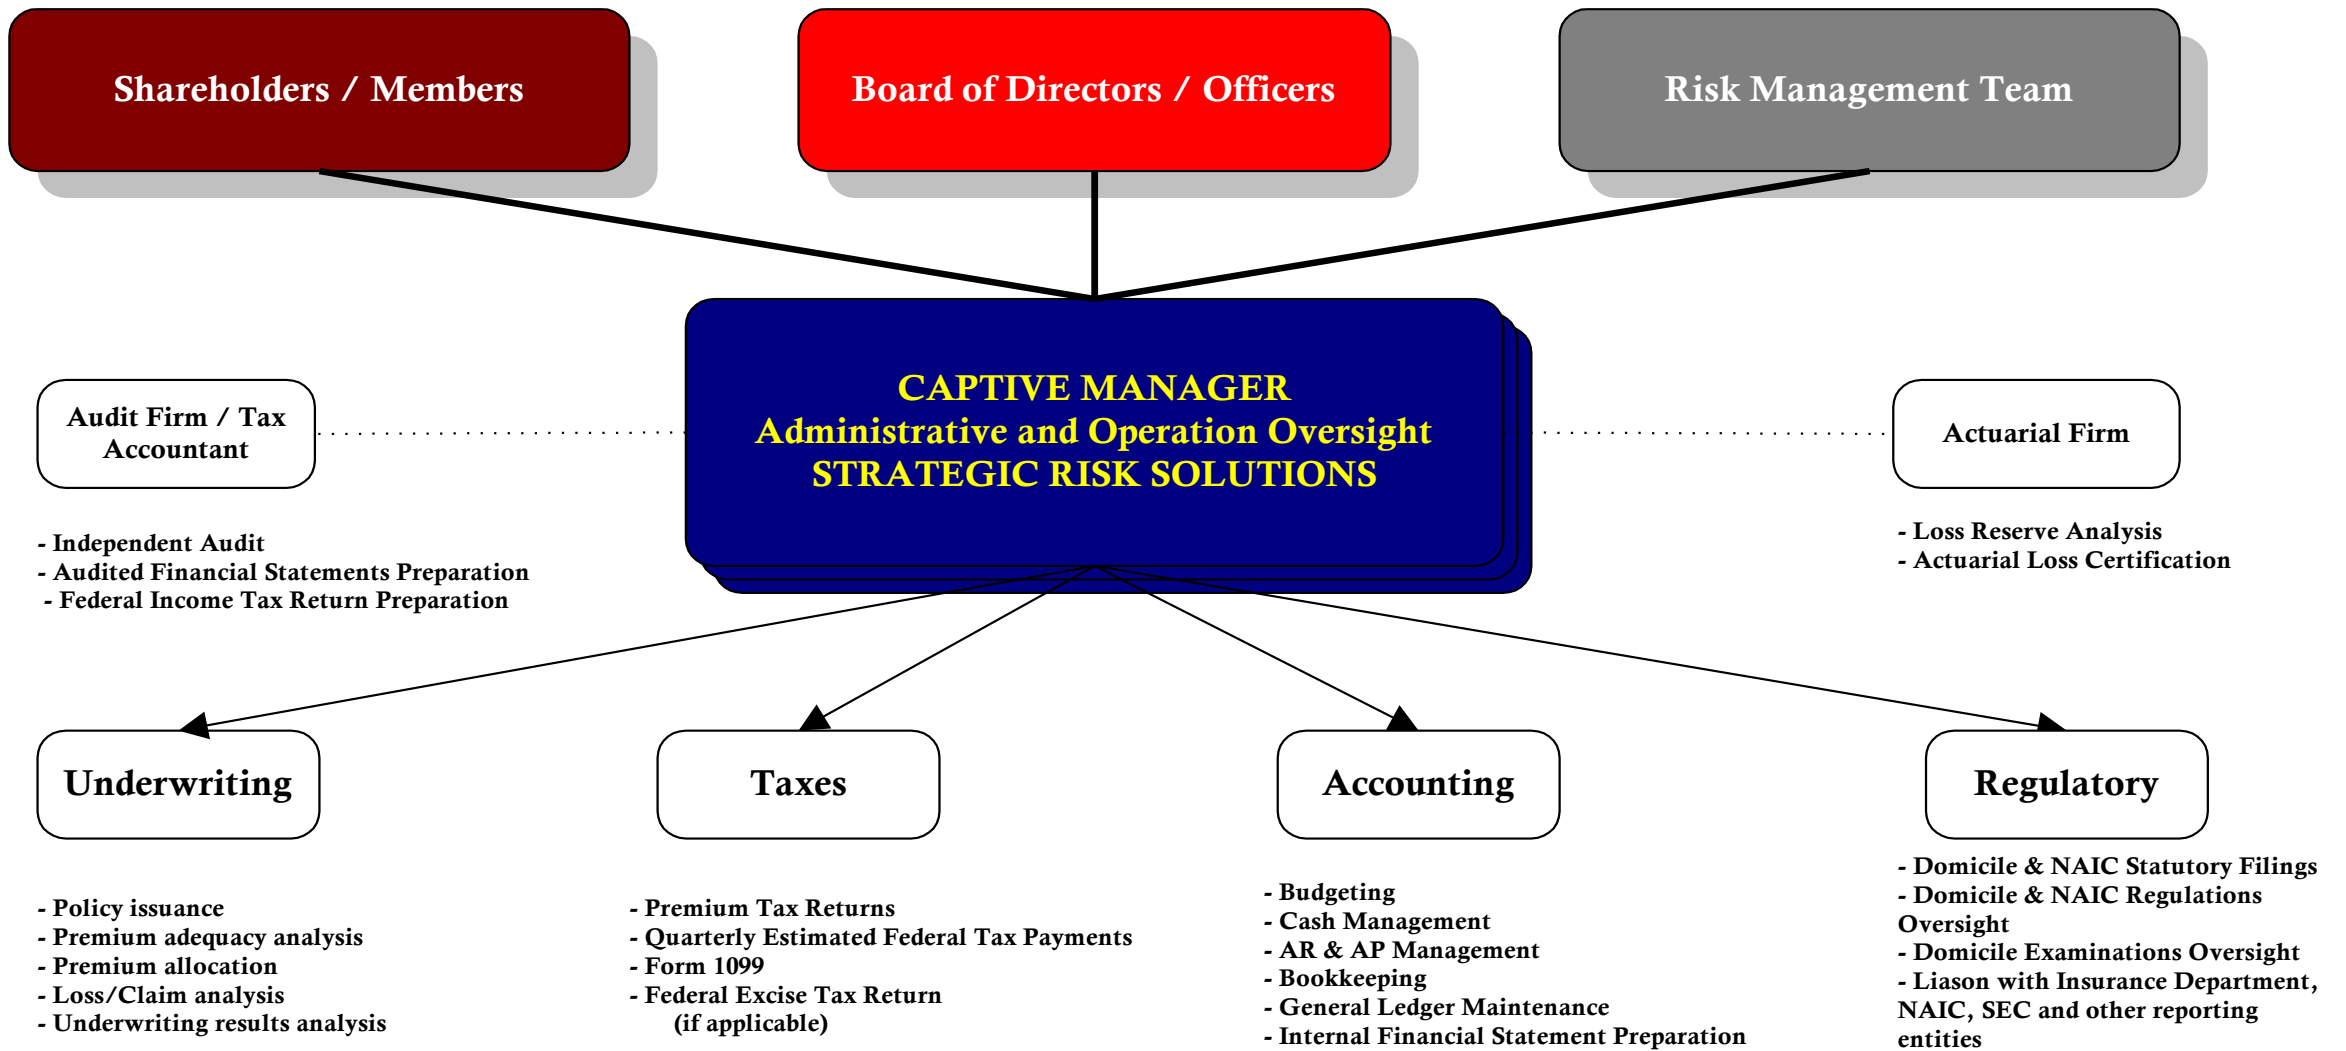 Shareholders / Members
Board of Directors / Officers
Risk Management Team
CAPTIVE MANAGER
Administrative and Operation Oversight
STRATEGIC RISK SOLUTIONS
Audit Firm / Tax
Accountant
- Independent Audit
- Audited Financial Statements Preparation
- Federal Income Tax Return Preparation
Actuarial Firm
- Loss Reserve Analysis
- Actuarial Loss Certification
Underwriting
- Policy issuance
- Premium adequacy analysis
- Premium allocation
- Loss/Claim analysis
- Underwriting results analysis
Taxes
- Premium Tax Returns
- Quarterly Estimated Federal Tax Payments
- Form 1099
- Federal Excise Tax Return
(if applicable)
Accounting
- Budgeting
- Cash Management
- AR & AP Management
- Bookkeeping
- General Ledger Maintenance
- Internal Financial Statement Preparation
Regulatory
- Domicile & NAIC Statutory Filings
- Domicile & NAIC Regulations
Oversight
- Domicile Examinations Oversight
- Liason with Insurance Department,
NAIC, SEC and other reporting
entities